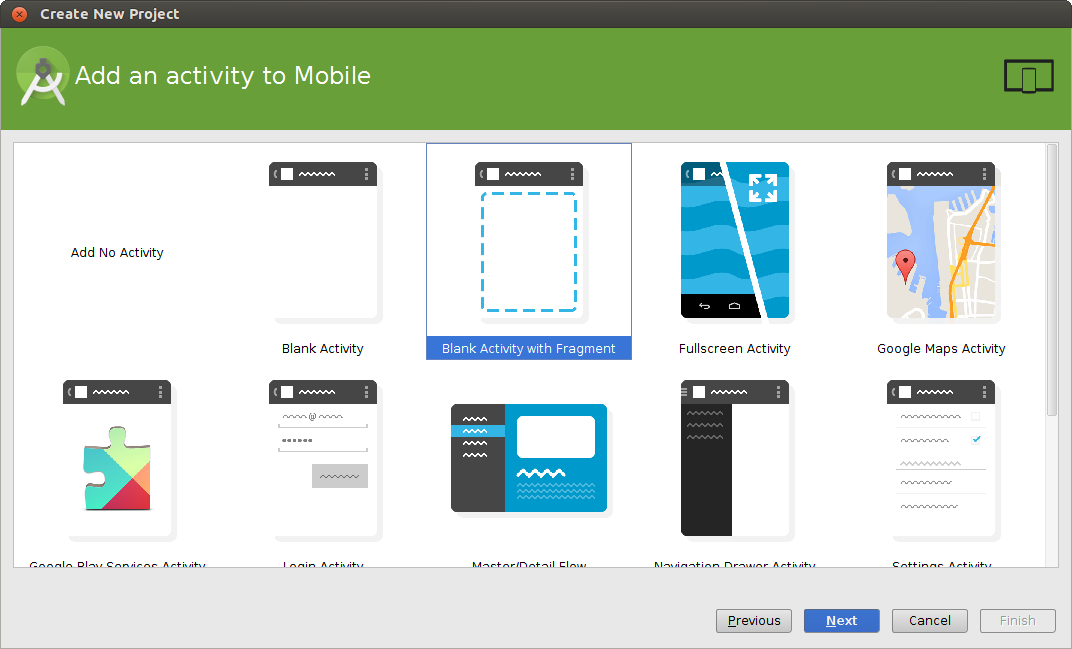 Create New Project
Add an activity to Mobile
Add No Activity
Blank Activity
Blank Activity with Fragment
Fullscreen Activity
Google Maps Activity
@
Google Play Services Activity
Login Activity
Master/Detail Flow
Navigation Drawer Activity
Settings Activity
Previous
Next
Cancel
Finish